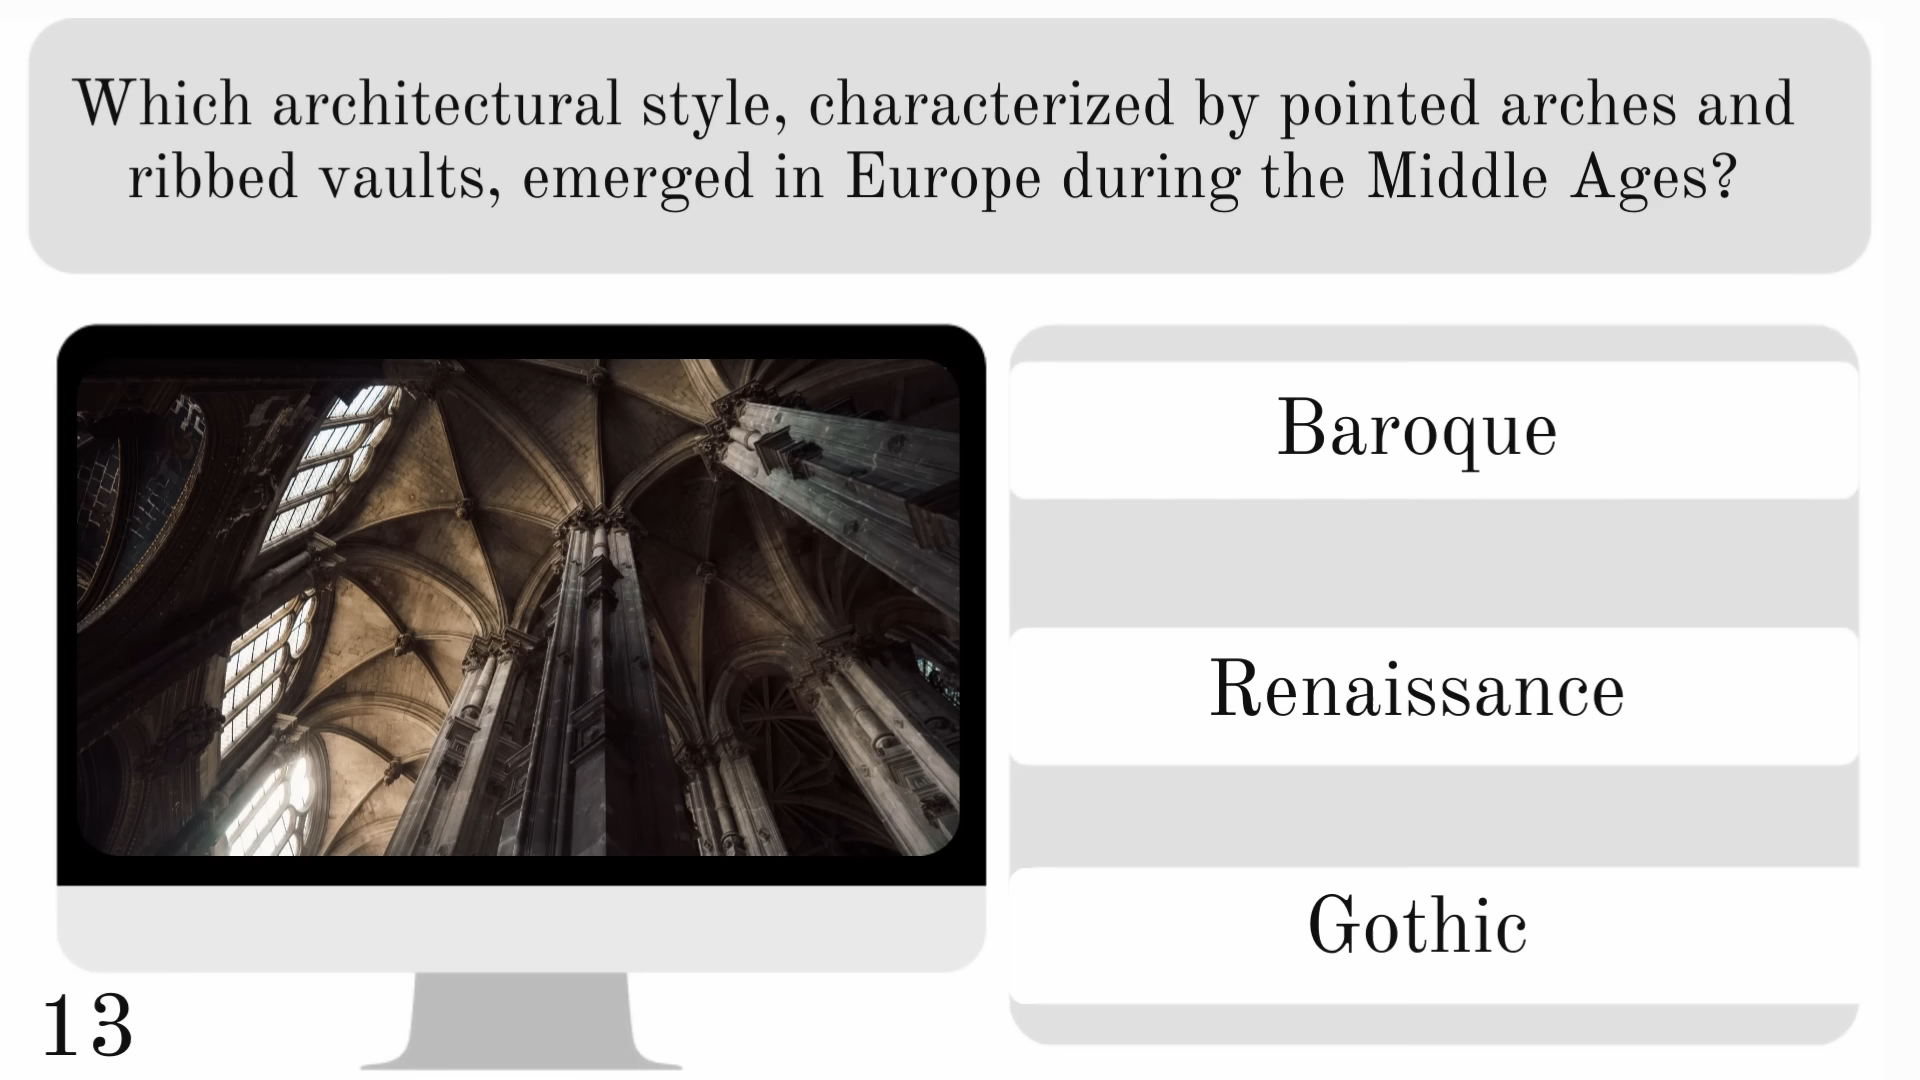 Which architectural style, characterized by pointed arches and
ribbed vaults, emerged in Europe during the Middle Ages?
Baroque
Renaissance
Gothic
13